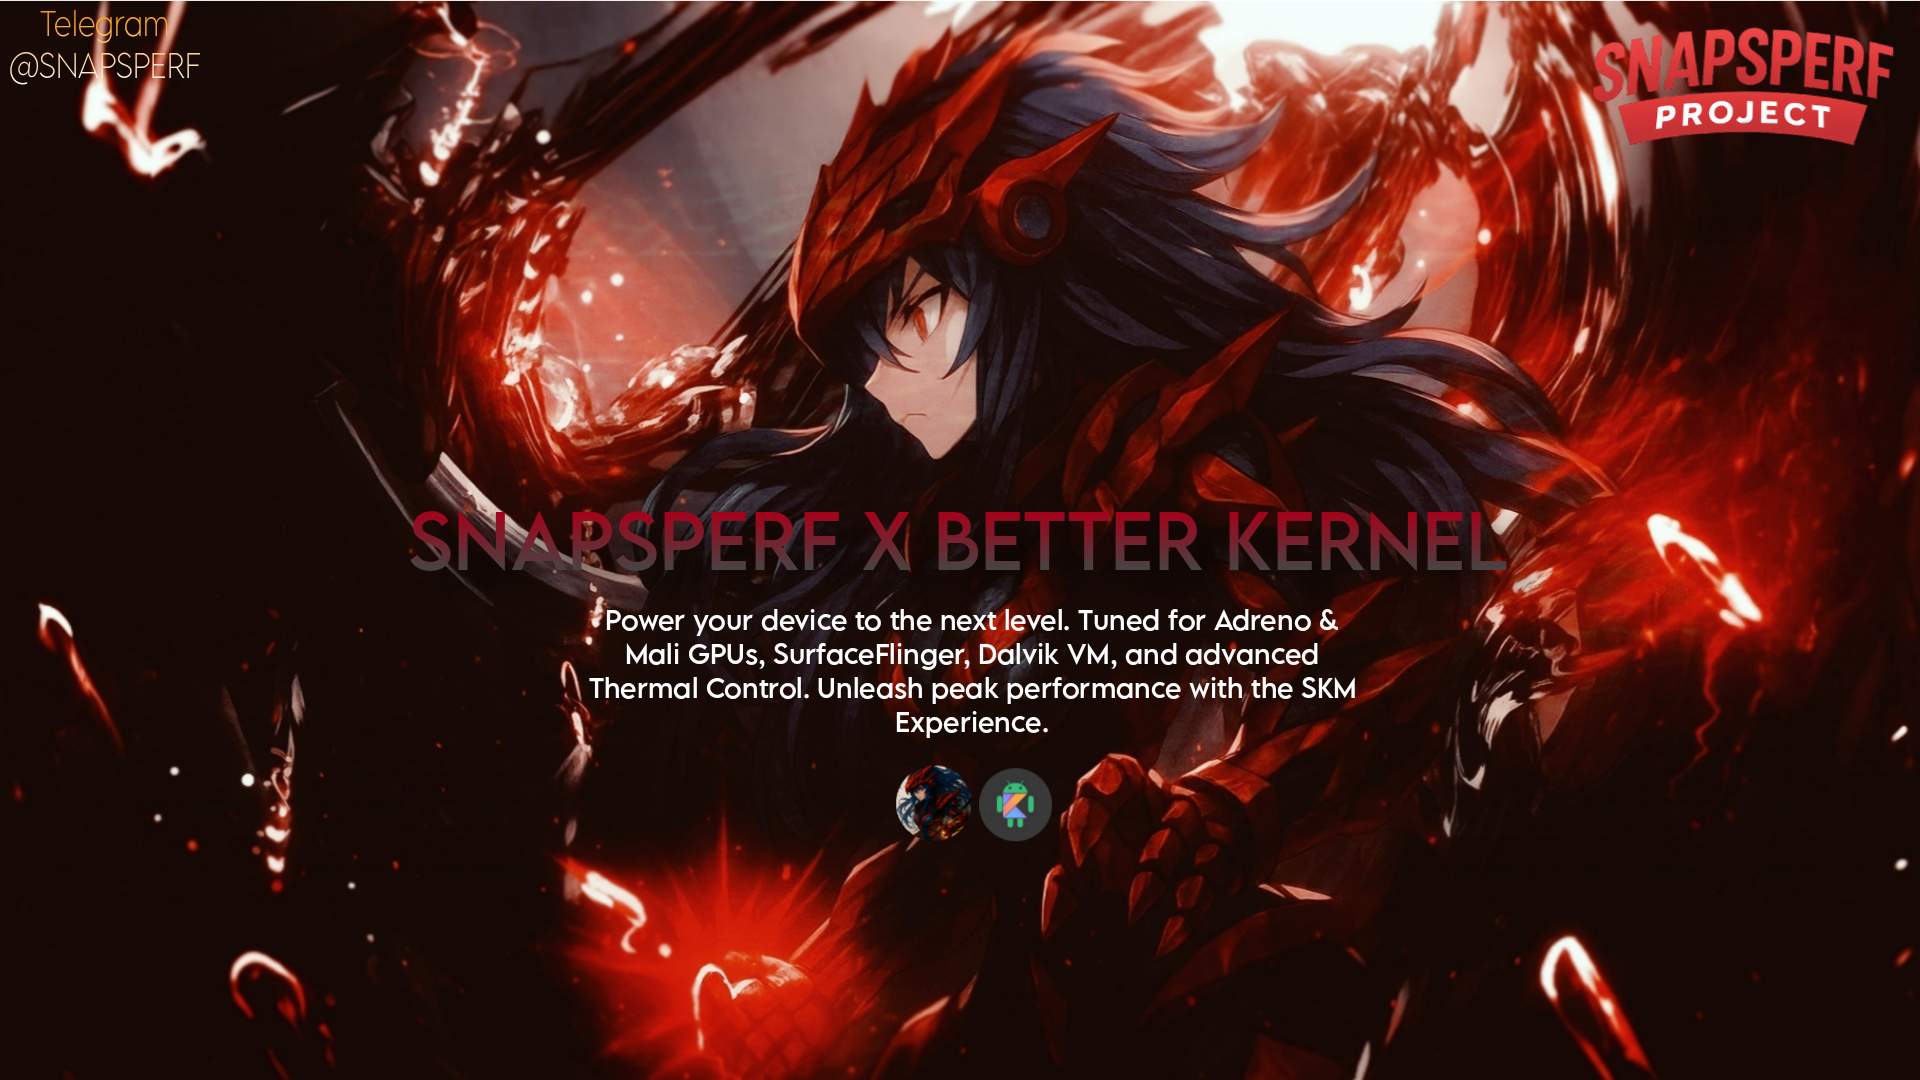 Telegram
@SNAPSPERF
SNAPSPERF
PROJECT
SNAPSPERF X BETTER KERNEL
Power your device to the next level. Tuned for Adreno &
Mali GPUs, SurfaceFlinger, Dalvik VM, and advanced
Thermal Control. Unleash peak performance with the SKM
Experience.